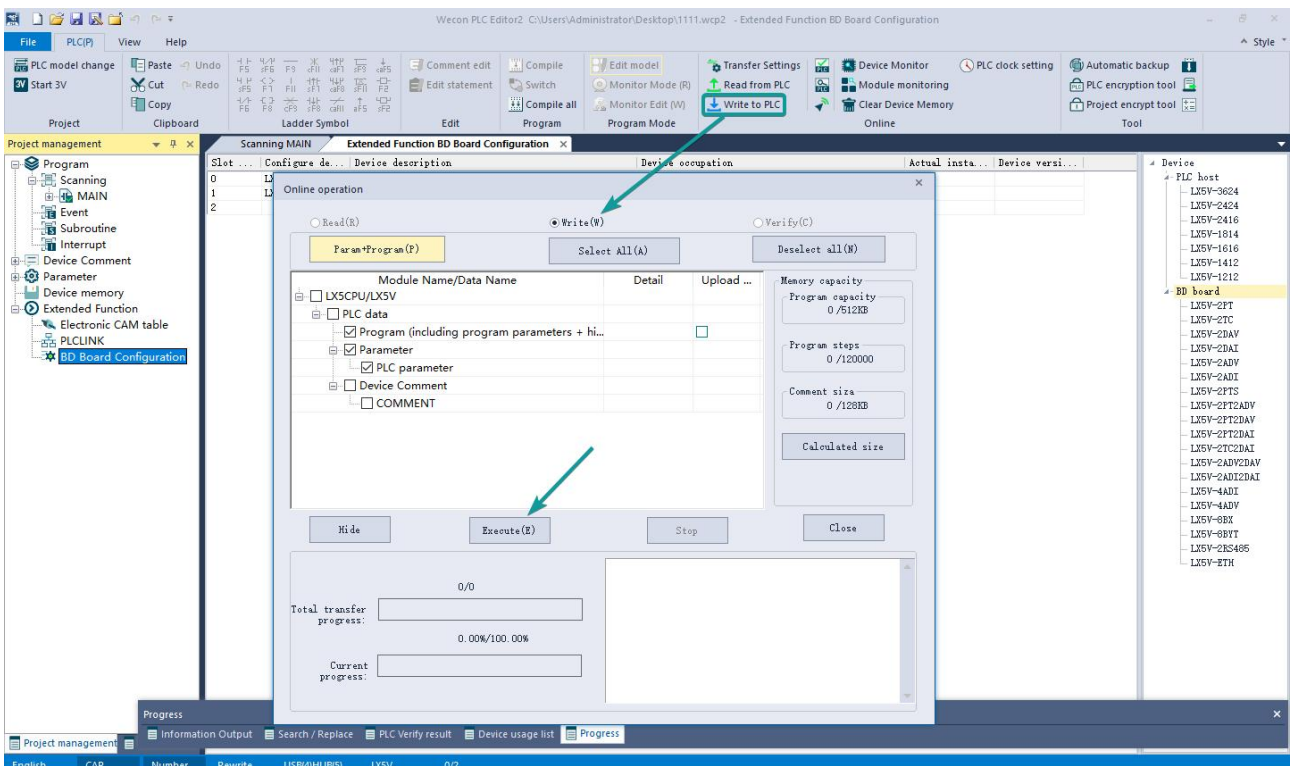 Wecon PLC Editor2 C:\Users\Administrator\Desktop\1111.wcp2 - Extended Function BD Board Configuration
File PLC(P) View Help
^ Style
PLC model change Paste Undo Comment edit Compile Edit model Transfer Settings Device Monitor PLC clock setting Automatic backup
Start 3V Cut Redo Edit statement Switch Monitor Mode (R) Read from PLC Module monitoring PLC encryption tool
Copy Compile all Monitor Edit (W) Write to PLC Clear Device Memory Project encrypt tool
Project Clipboard Ladder Symbol Edit Program Program Mode Online Tool
Project management
Scanning MAIN Extended Function BD Board Configuration
Slot ... Configure de... Device description Device occupation Actual insta... Device versi...
0
1
2
Program
Scanning
MAIN
Event
Subroutine
Interrupt
Device Comment
Parameter
Device memory
Extended Function
Electronic CAM table
PLCLINK
BD Board Configuration
Online operation
Read(R) Write(W) Verify(C)
Param+Program(P) Select All(A) Deselect all(N)
Module Name/Data Name Detail Upload ...
LX5CPU/LX5V
PLC data
Program (including program parameters + hi...
Parameter
PLC parameter
Device Comment
COMMENT
Memory capacity
Program capacity
0 /512KB
Program steps
0 /120000
Comment siza
0 /128KB
Calculated size
Hide Execute(E) Stop Close
0/0
Total transfer
progress:
0.00%/100.00%
Current
progress:
Device
PLC host
LX5V-3624
LX5V-2424
LX5V-2416
LX5V-1814
LX5V-1616
LX5V-1412
LX5V-1212
BD board
LX5V-2PT
LX5V-2TC
LX5V-2DAV
LX5V-2DAI
LX5V-2ADV
LX5V-2ADI
LX5V-2PTS
LX5V-2PT2ADV
LX5V-2PT2DAV
LX5V-2PT2DAI
LX5V-2TC2DAI
LX5V-2ADV2DAV
LX5V-2ADI2DAI
LX5V-4ADI
LX5V-4ADV
LX5V-8BX
LX5V-8BYT
LX5V-2RS485
LX5V-ETH
Progress
Project management Information Output Search / Replace PLC Verify result Device usage list Progress
English CAP Number Rewrite USB(4)HUB(5) LX5V 0/2